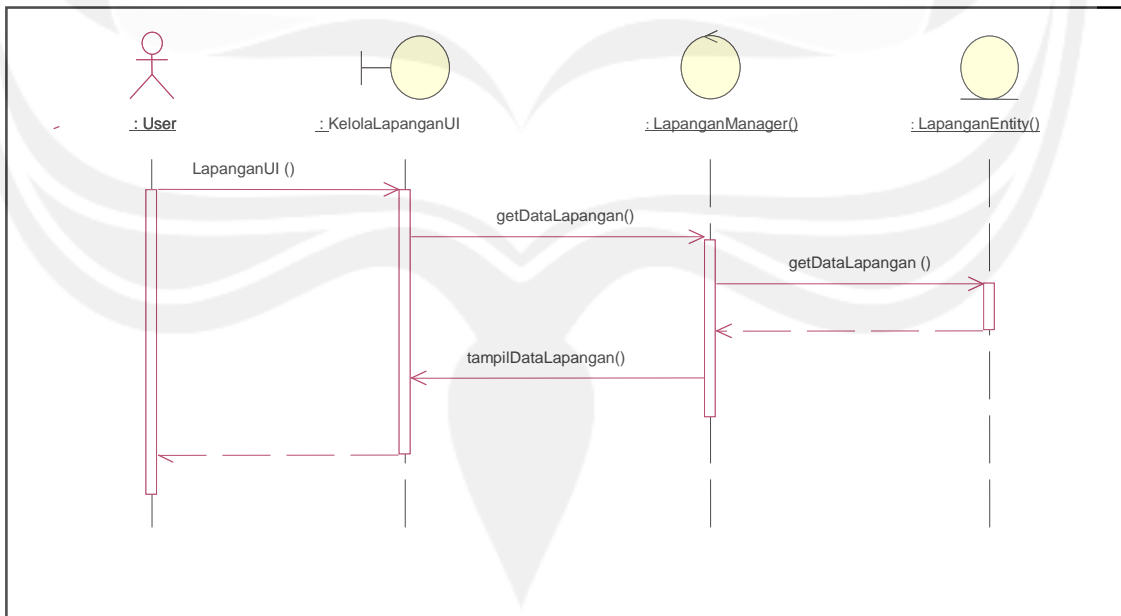 : User
: KelolaLapanganUI
: LapanganManager()
: LapanganEntity()
LapanganUI ()
getDataLapangan()
getDataLapangan ()
tampilDataLapangan()